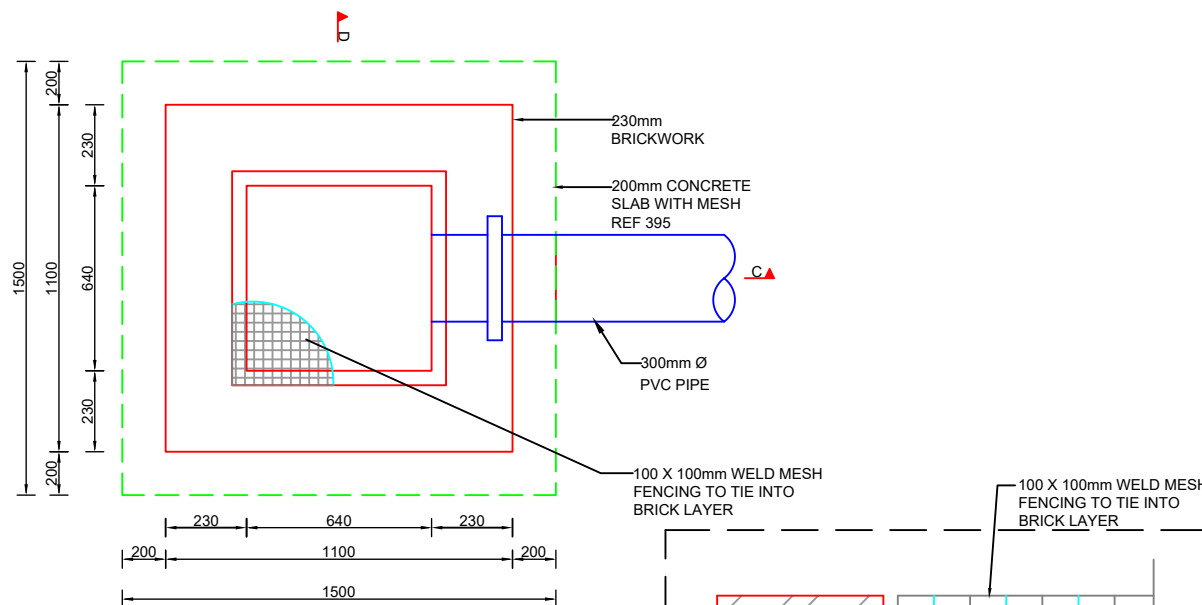 D
200
230
1500
1100
640
230
200
230mm
BRICKWORK
200mm CONCRETE
SLAB WITH MESH
REF 395
C
300mm Ø
PVC PIPE
100 X 100mm WELD MESH
FENCING TO TIE INTO
BRICK LAYER
100 X 100mm WELD MESH
FENCING TO TIE INTO
BRICK LAYER
230 640 230
200 1100 200
1500